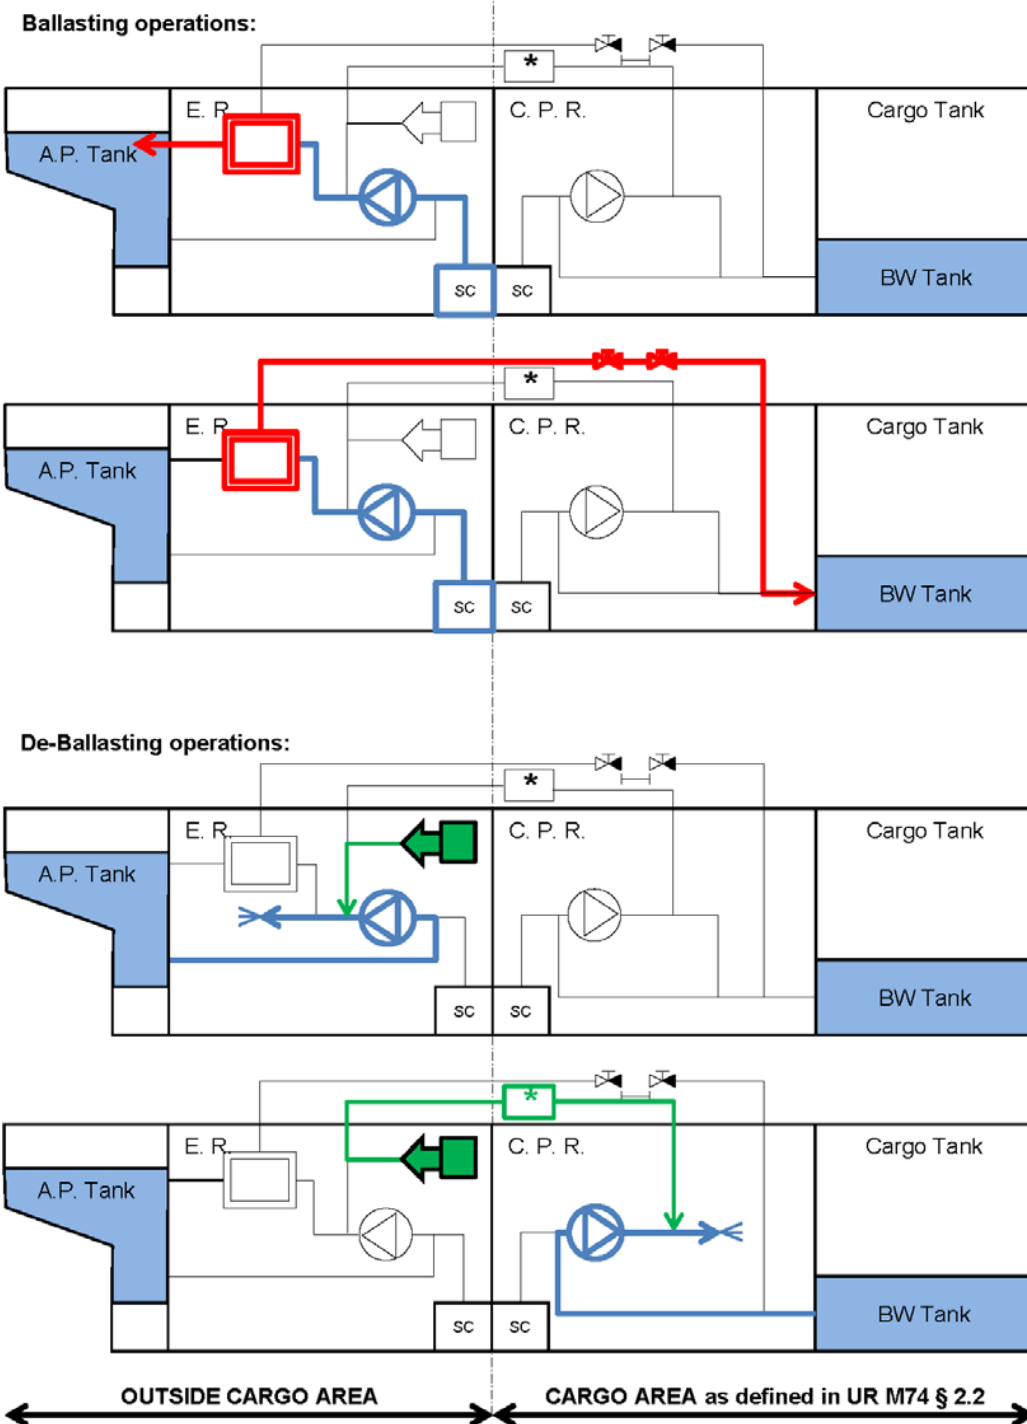 Ballasting operations:
*
E. R.
C. P. R.
Cargo Tank
A.P. Tank
BW Tank
SC
SC
*
E. R.
C. P. R.
Cargo Tank
A.P. Tank
BW Tank
SC
SC
De-Ballasting operations:
*
E. R.
C. P. R.
Cargo Tank
A.P. Tank
BW Tank
SC
SC
*
E. R.
C. P. R.
Cargo Tank
A.P. Tank
BW Tank
SC
SC
OUTSIDE CARGO AREA
CARGO AREA as defined in UR M74 § 2.2